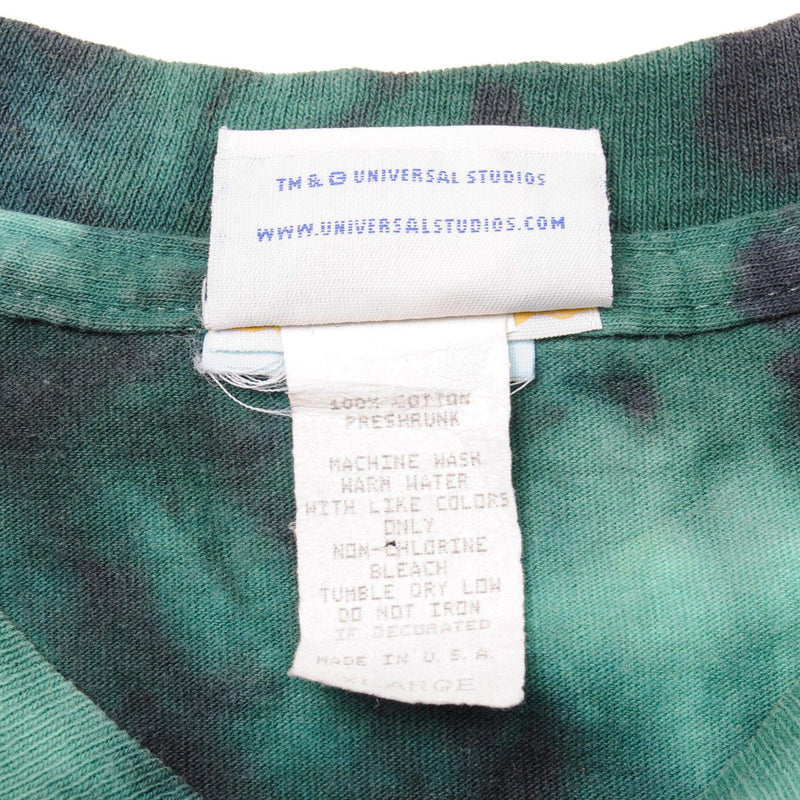 TM & © UNIVERSAL STUDIOS
WWW.UNIVERSALSTUDIOS.COM
100% COTTON
PRESHRUNK
MACHINE WASH
WARM WATER
WITH LIKE COLORS
ONLY
NON-CHLORINE
BLEACH
TUMBLE DRY LOW
DO NOT IRON
IF DECORATED
MADE IN U.S.A.
XLARGE